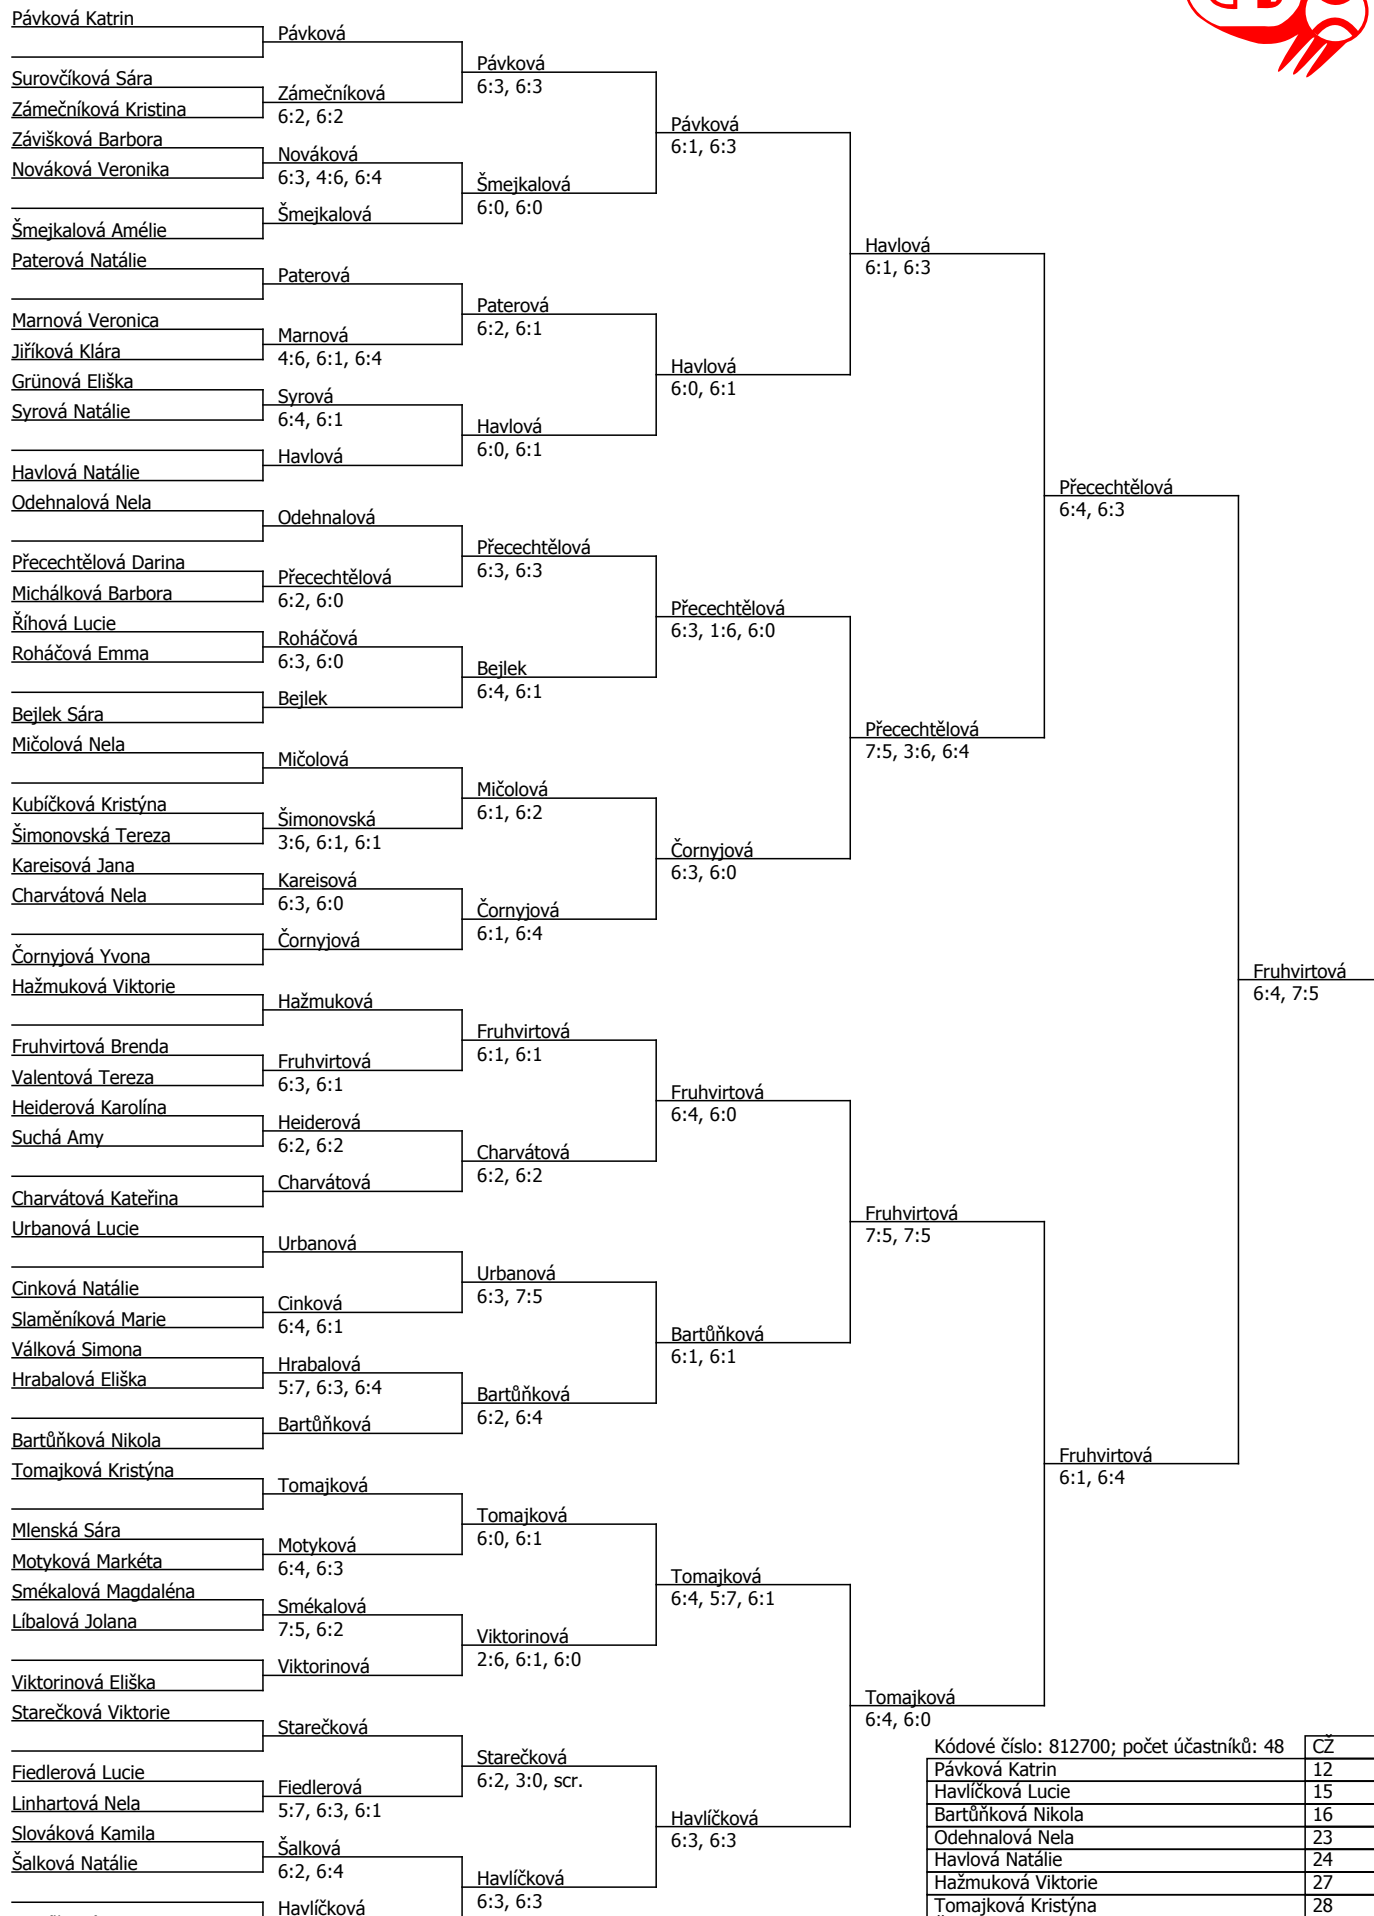 Pávková Katrin
Surovčíková Sára
Zámečníková Kristina
Závišková Barbora
Nováková Veronika
Šmejkalová Amélie
Paterová Natálie
Marnová Veronica
Jiříková Klára
Grünová Eliška
Syrová Natálie
Havlová Natálie
Odehnalová Nela
Přecechtělová Darina
Michálková Barbora
Říhová Lucie
Roháčová Emma
Bejlek Sára
Mičolová Nela
Kubíčková Kristýna
Šimonovská Tereza
Kareisová Jana
Charvátová Nela
Čornyjová Yvona
Hažmuková Viktorie
Fruhvirtová Brenda
Valentová Tereza
Heiderová Karolína
Suchá Amy
Charvátová Kateřina
Urbanová Lucie
Cinková Natálie
Slaměníková Marie
Válková Simona
Hrabalová Eliška
Bartůňková Nikola
Tomajková Kristýna
Mlenská Sára
Motyková Markéta
Smékalová Magdaléna
Líbalová Jolana
Viktorinová Eliška
Starečková Viktorie
Fiedlerová Lucie
Linhartová Nela
Slováková Kamila
Šalková Natálie
Pávková
Zámečníková
6:2, 6:2
Nováková
6:3, 4:6, 6:4
Šmejkalová
Paterová
Marnová
4:6, 6:1, 6:4
Syrová
6:4, 6:1
Havlová
Odehnalová
Přecechtělová
6:2, 6:0
Roháčová
6:3, 6:0
Bejlek
Mičolová
Šimonovská
3:6, 6:1, 6:1
Kareisová
6:3, 6:0
Čornyjová
Hažmuková
Fruhvirtová
6:3, 6:1
Heiderová
6:2, 6:2
Charvátová
Urbanová
Cinková
6:4, 6:1
Hrabalová
5:7, 6:3, 6:4
Bartůňková
Tomajková
Motyková
6:4, 6:3
Smékalová
7:5, 6:2
Viktorinová
Starečková
Fiedlerová
5:7, 6:3, 6:1
Šalková
6:2, 6:4
Havlíčková
Pávková
6:3, 6:3
Šmejkalová
6:0, 6:0
Paterová
6:2, 6:1
Havlová
6:0, 6:1
Přecechtělová
6:3, 6:3
Bejlek
6:4, 6:1
Mičolová
6:1, 6:2
Čornyjová
6:1, 6:4
Fruhvirtová
6:1, 6:1
Charvátová
6:2, 6:2
Urbanová
6:3, 7:5
Bartůňková
6:2, 6:4
Tomajková
6:0, 6:1
Viktorinová
2:6, 6:1, 6:0
Starečková
6:2, 3:0, scr.
Havlíčková
6:3, 6:3
Pávková
6:1, 6:3
Havlová
6:0, 6:1
Přecechtělová
6:3, 1:6, 6:0
Čornyjová
6:3, 6:0
Fruhvirtová
6:4, 6:0
Bartůňková
6:1, 6:1
Tomajková
6:4, 5:7, 6:1
Havlíčková
6:3, 6:3
Havlová
6:1, 6:3
Přecechtělová
7:5, 3:6, 6:4
Fruhvirtová
7:5, 7:5
Tomajková
6:4, 6:0
Přecechtělová
6:4, 6:3
Fruhvirtová
6:1, 6:4
Fruhvirtová
6:4, 7:5
Kódové číslo: 812700; počet účastníků: 48 CŽ
Pávková Katrin 12
Havlíčková Lucie 15
Bartůňková Nikola 16
Odehnalová Nela 23
Havlová Natálie 24
Hažmuková Viktorie 27
Tomajková Kristýna 28